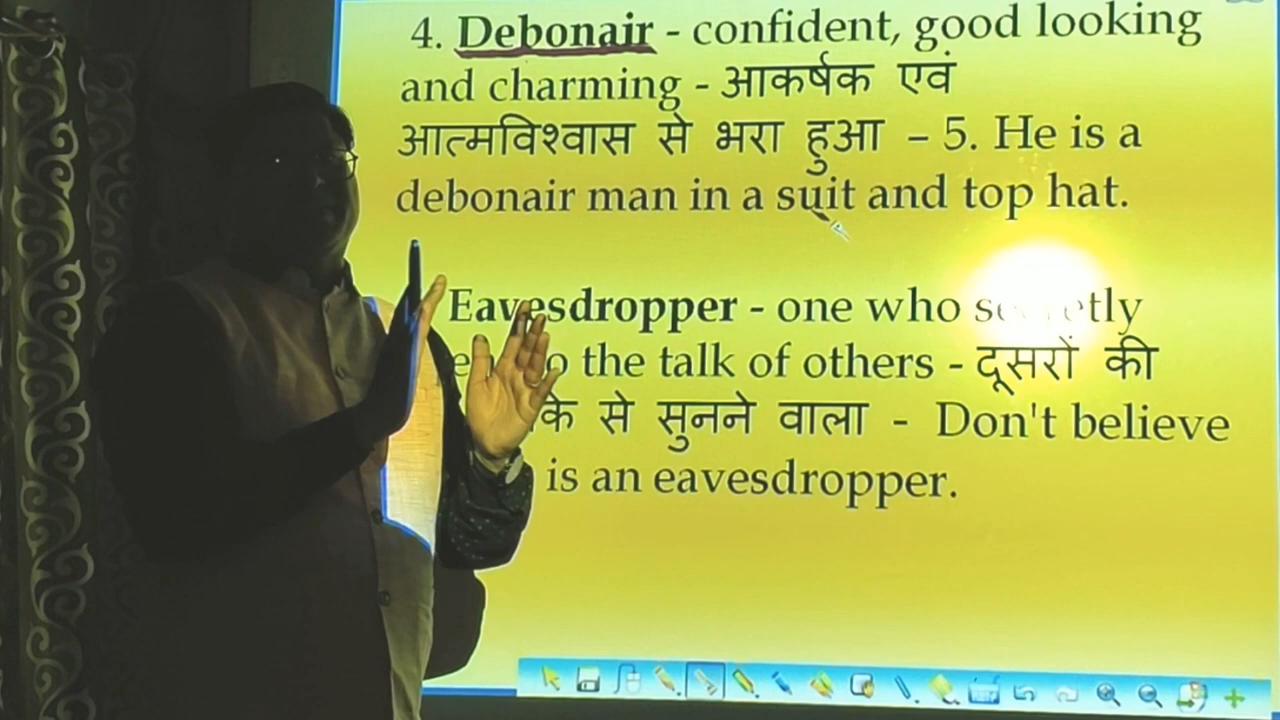 4. Debonair - confident, good looking
and charming - आकर्षक एवं
आत्मविश्वास से भरा हुआ – 5. He is a
debonair man in a suit and top hat.
Eavesdropper - one who secretly
the talk of others - दूसरों की
से सुनने वाला - Don't believe
is an eavesdropper.